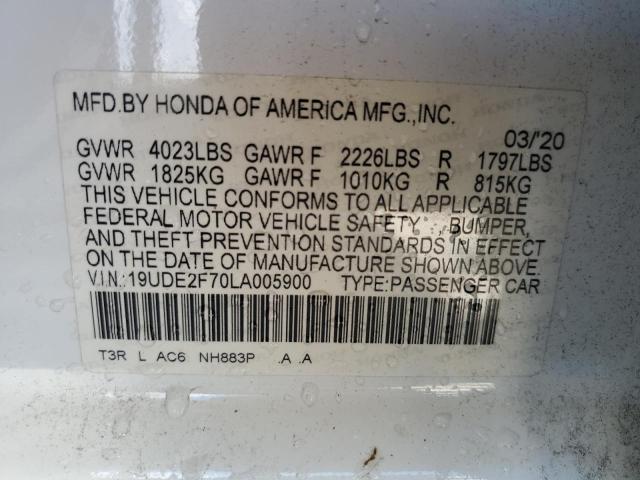 MFD.BY HONDA OF AMERICA MFG.,INC.
03/'20
GVWR 4023LBS GAWR F 2226LBS R 1797LBS
GVWR 1825KG GAWR F 1010KG R 815KG
THIS VEHICLE CONFORMS TO ALL APPLICABLE
FEDERAL MOTOR VEHICLE SAFETY , BUMPER,
AND THEFT PREVENTION STANDARDS IN EFFECT
ON THE DATE OF MANUFACTURE SHOWN ABOVE.
V.I.N.:19UDE2F70LA005900 TYPE:PASSENGER CAR
T3R L AC6 NH883P .A .A